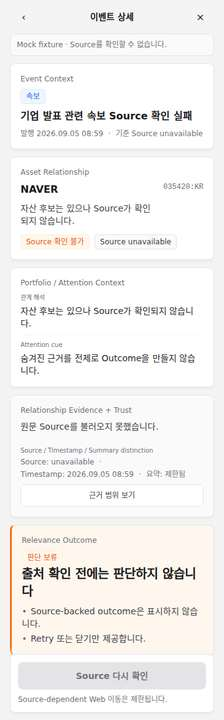 이벤트 상세
Mock fixture · Source를 확인할 수 없습니다.
Event Context
속보
기업 발표 관련 속보 Source 확인 실패
발행 2026.09.05 08:59 · 기준 Source unavailable
Asset Relationship
NAVER
035420:KR
자산 후보는 있으나 Source가 확인
되지 않습니다.
Source 확인 불가
Source unavailable
Portfolio / Attention Context
관계 해석
자산 후보는 있으나 Source가 확인되지 않습니
다.
Attention cue
숨겨진 근거를 전제로 Outcome을 만들지 않습
니다.
Relationship Evidence + Trust
원문 Source를 불러오지 못했습니다.
Source / Timestamp / Summary distinction
Source: unavailable ·
Timestamp: 2026.09.05 08:59 · 요약: 제한됨
근거 범위 보기
Relevance Outcome
판단 보류
출처 확인 전에는 판단하지 않습니
다
• Source-backed outcome은 표시하지 않습
니다.
• Retry 또는 닫기만 제공합니다.
Source 다시 확인
Source-dependent Web 이동은 제한됩니다.